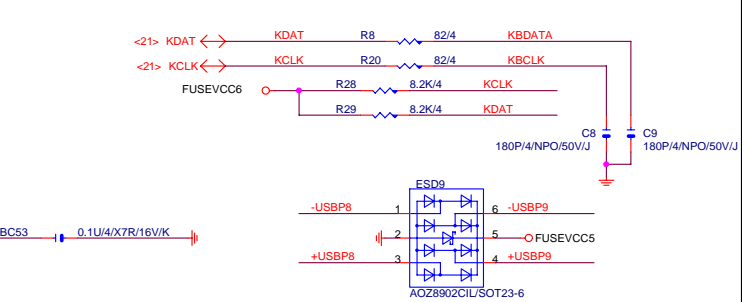 <21> KDAT KDAT R8 82/4 KBDATA
<21> KCLK KCLK R20 82/4 KBCLK
FUSEVCC6 R28 8.2K/4 KCLK
R29 8.2K/4 KDAT
C8 C9
180P/4/NPO/50V/J 180P/4/NPO/50V/J
ESD9
-USBP8 1 6 -USBP9
BC53 0.1U/4/X7R/16V/K 2 5 FUSEVCC5
+USBP8 3 4 +USBP9
AOZ8902CIL/SOT23-6